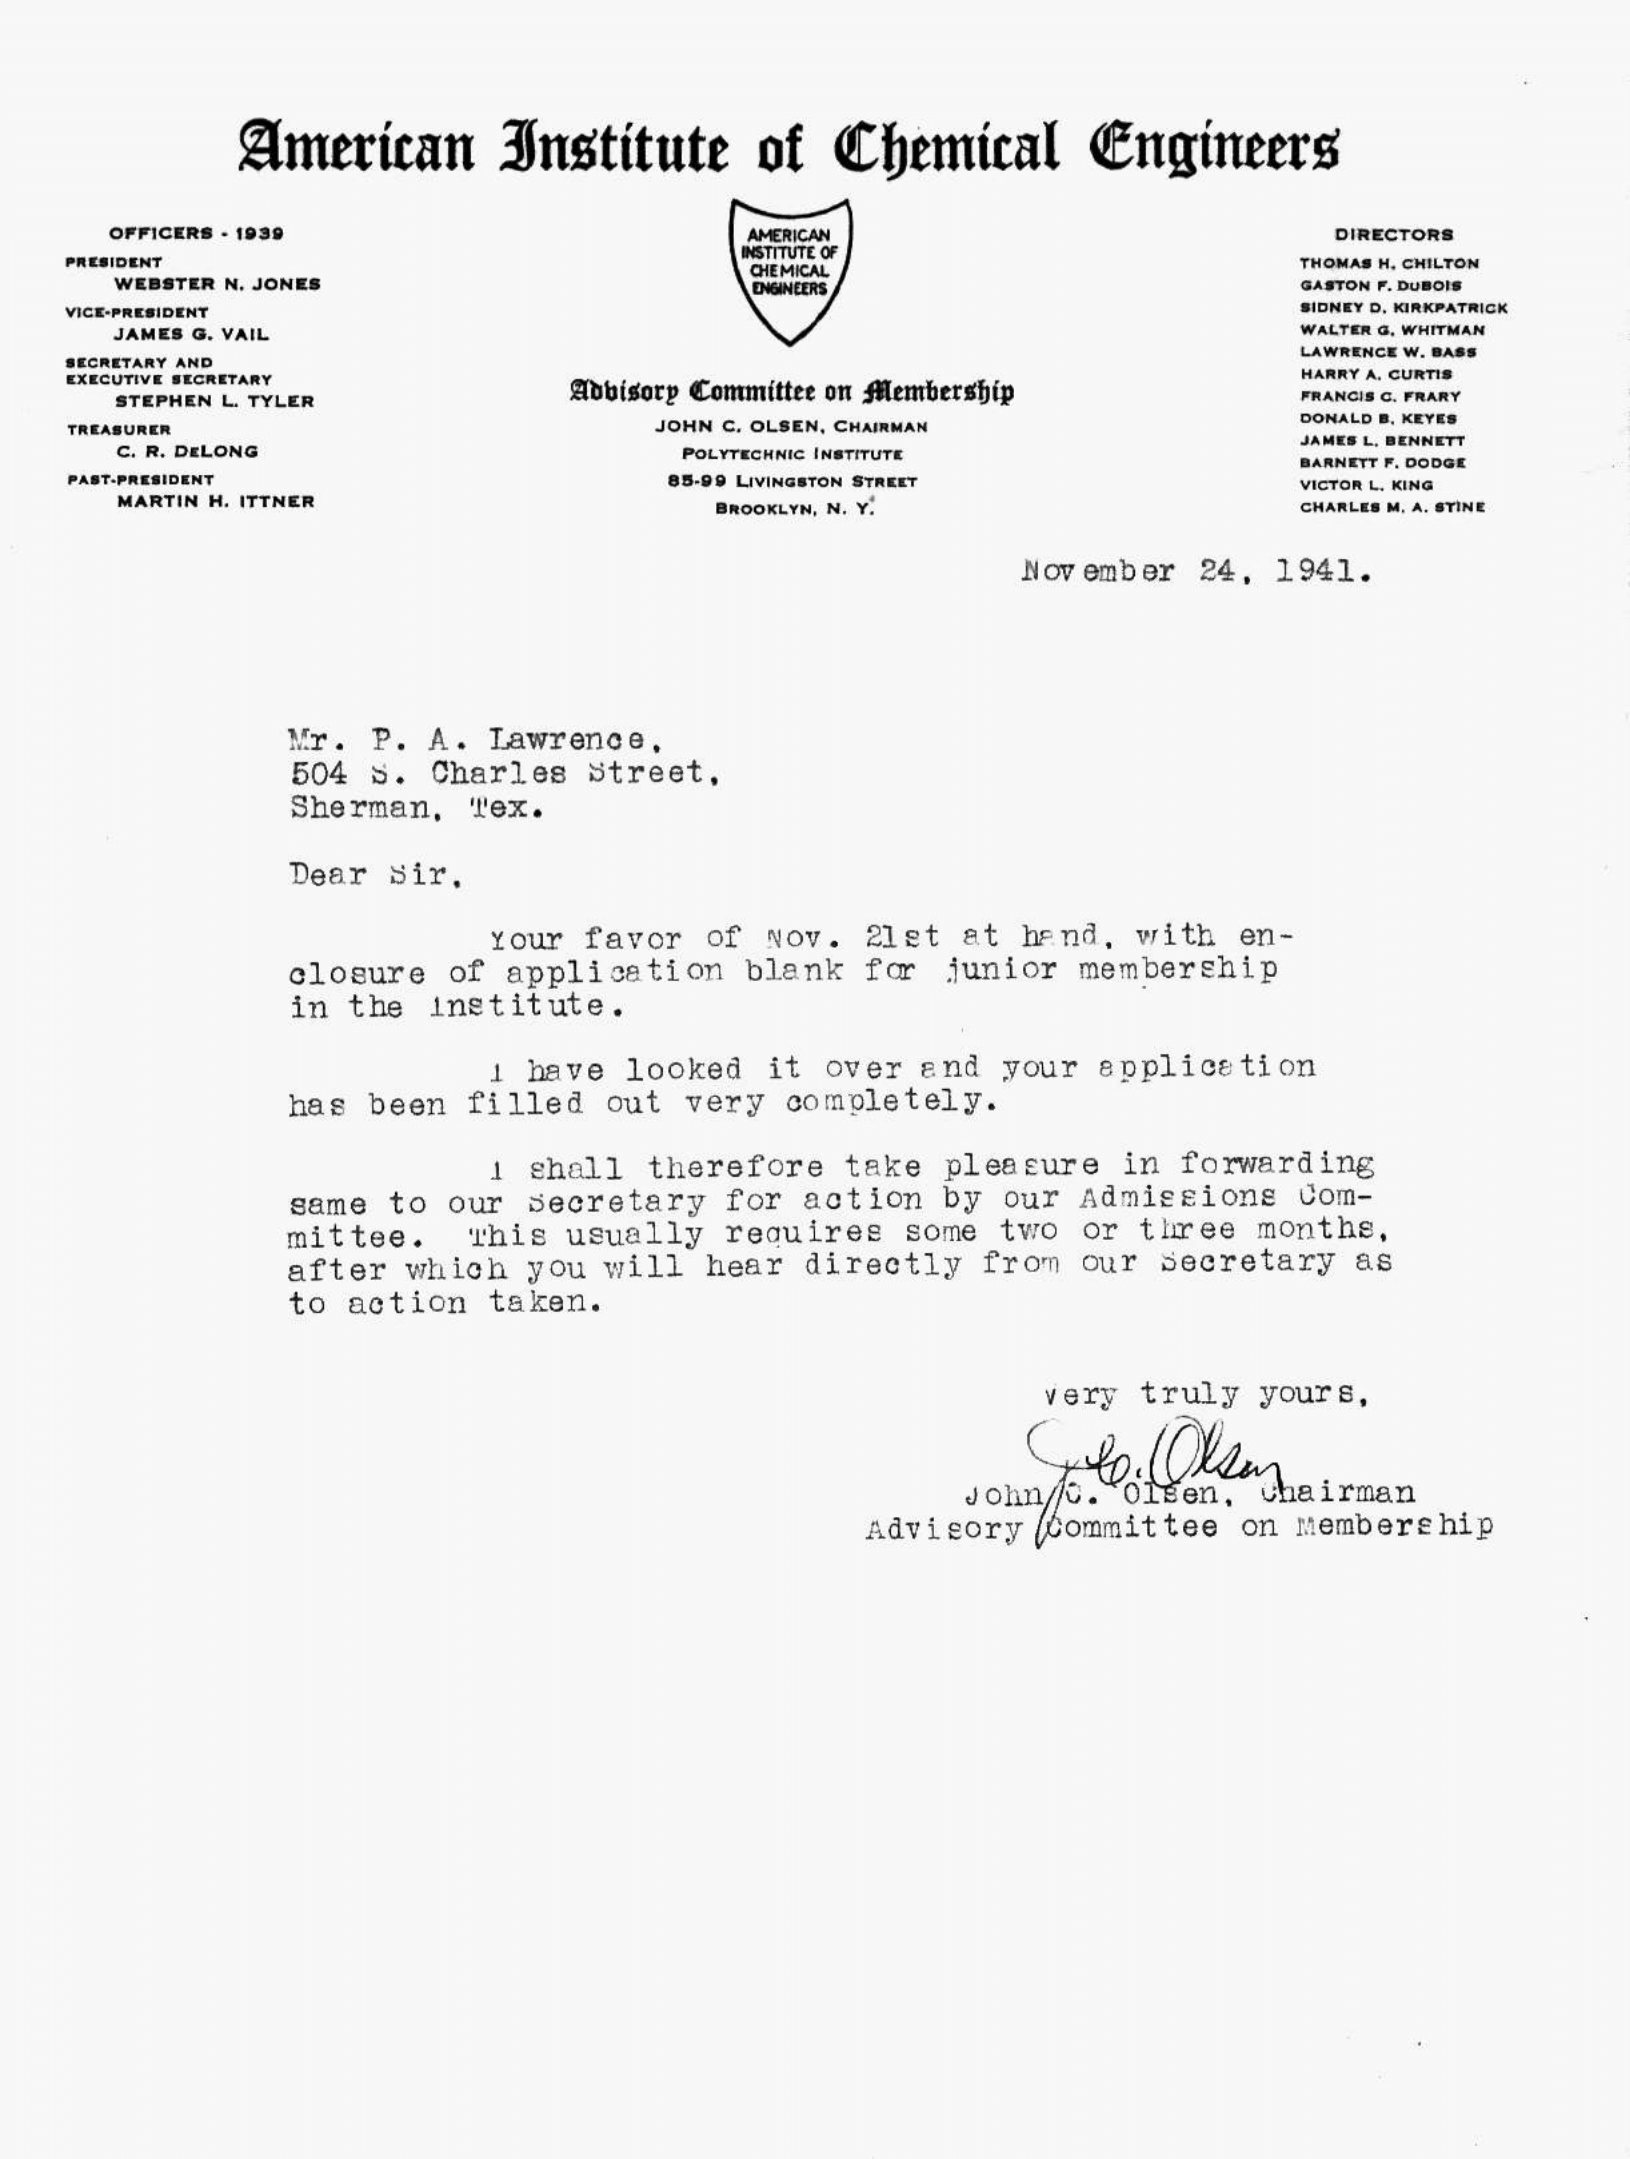 American Institute of Chemical Engineers
OFFICERS - 1939
PRESIDENT
WEBSTER N. JONES
VICE-PRESIDENT
JAMES G. VAIL
SECRETARY AND
EXECUTIVE SECRETARY
STEPHEN L. TYLER
TREASURER
C. R. DELONG
PAST-PRESIDENT
MARTIN H. ITTNER
AMERICAN
INSTITUTE OF
CHEMICAL
ENGINEERS
Advisory Committee on Membership
JOHN C. OLSEN, CHAIRMAN
POLYTECHNIC INSTITUTE
85-99 LIVINGSTON STREET
BROOKLYN, N. Y.
DIRECTORS
THOMAS H. CHILTON
GASTON F. DUBOIS
SIDNEY D. KIRKPATRICK
WALTER G. WHITMAN
LAWRENCE W. BASS
HARRY A. CURTIS
FRANCIS C. FRARY
DONALD B. KEYES
JAMES L. BENNETT
BARNETT F. DODGE
VICTOR L. KING
CHARLES M. A. STINE
November 24, 1941.
Mr. P. A. Lawrence,
504 S. Charles Street,
Sherman, Tex.
Dear Sir,
Your favor of Nov. 21st at hand, with en-
closure of application blank for junior membership
in the Institute.
I have looked it over and your application
has been filled out very completely.
I shall therefore take pleasure in forwarding
same to our Secretary for action by our Admissions Com-
mittee. This usually requires some two or three months,
after which you will hear directly from our Secretary as
to action taken.
Very truly yours,
J. C. Olsen
John C. Olsen, Chairman
Advisory Committee on Membership